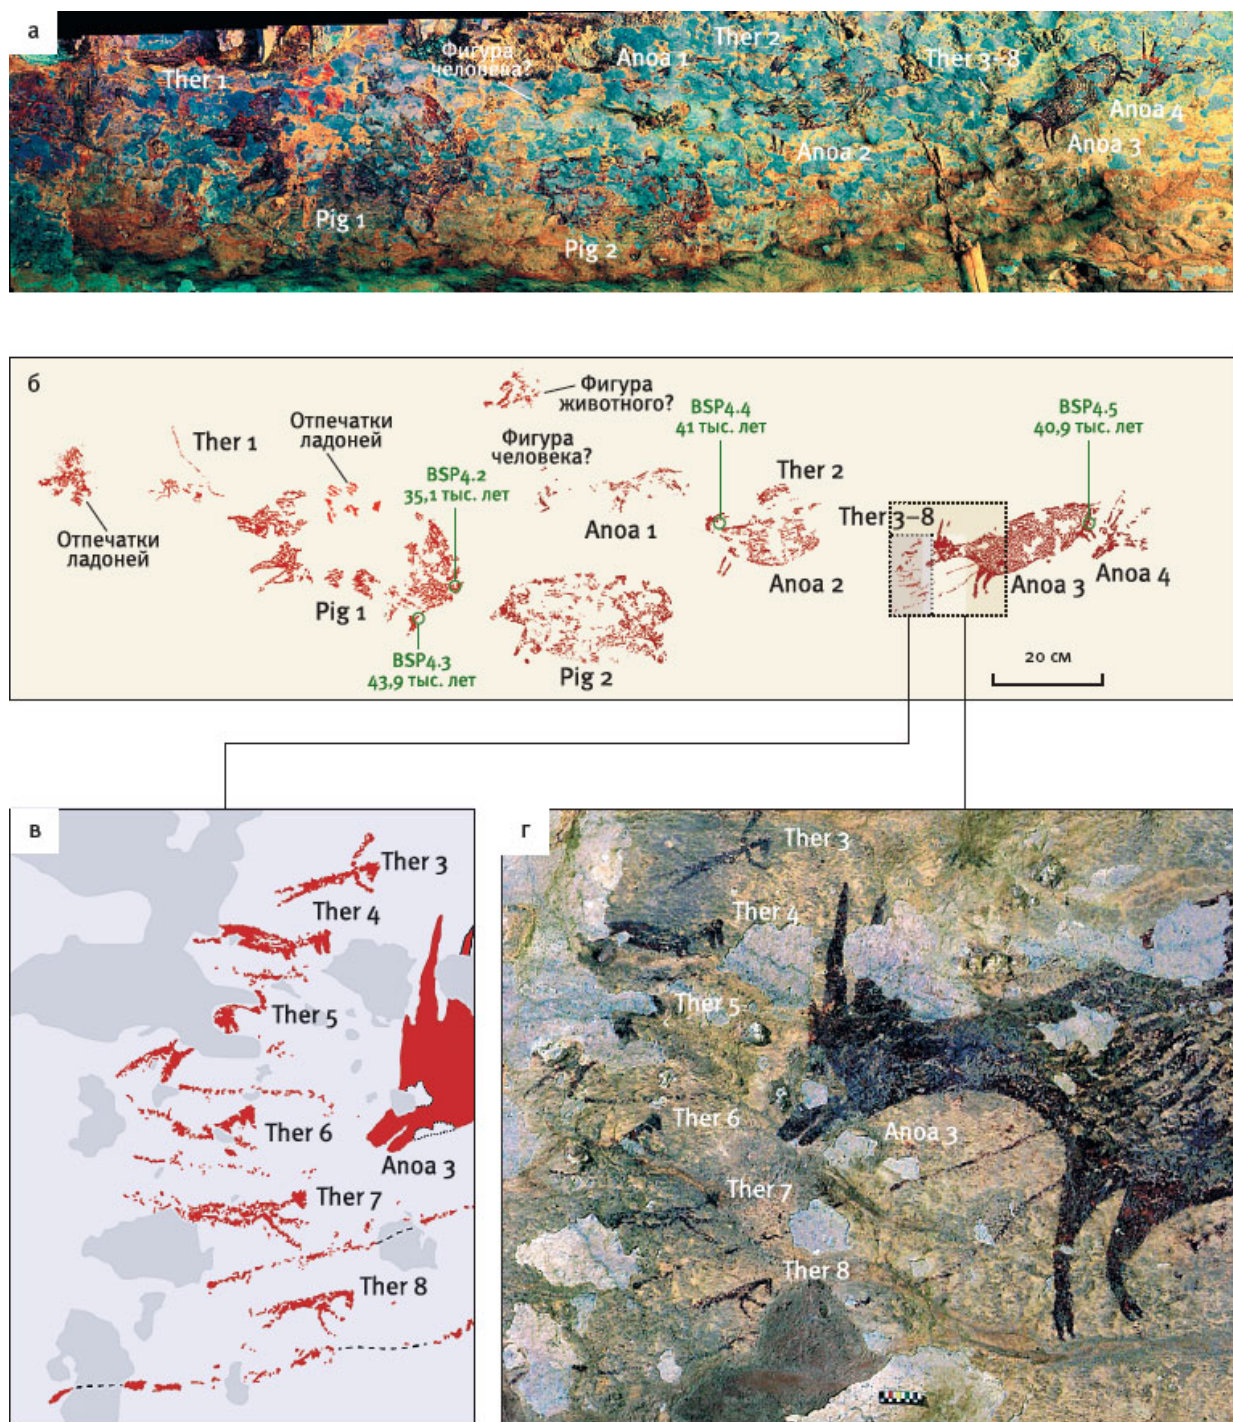 а
Ther 1
Фигура
человека?
Anoa 1
Ther 2
Ther 3–8
Anoa 4
Anoa 3
Anoa 2
Pig 1
Pig 2
б
Фигура
животного?
BSP4.4
41 тыс. лет
BSP4.5
40,9 тыс. лет
Отпечатки
ладоней
Ther 1
Фигура
человека?
BSP4.2
35,1 тыс. лет
Ther 2
Ther 3–8
Anoa 1
Отпечатки
ладоней
Anoa 2
Anoa 3
Anoa 4
Pig 1
BSP4.3
43,9 тыс. лет
Pig 2
20 см
в
Ther 3
Ther 4
Ther 5
Ther 6
Anoa 3
Ther 7
Ther 8
г
Ther 3
Ther 4
Ther 5
Ther 6
Anoa 3
Ther 7
Ther 8